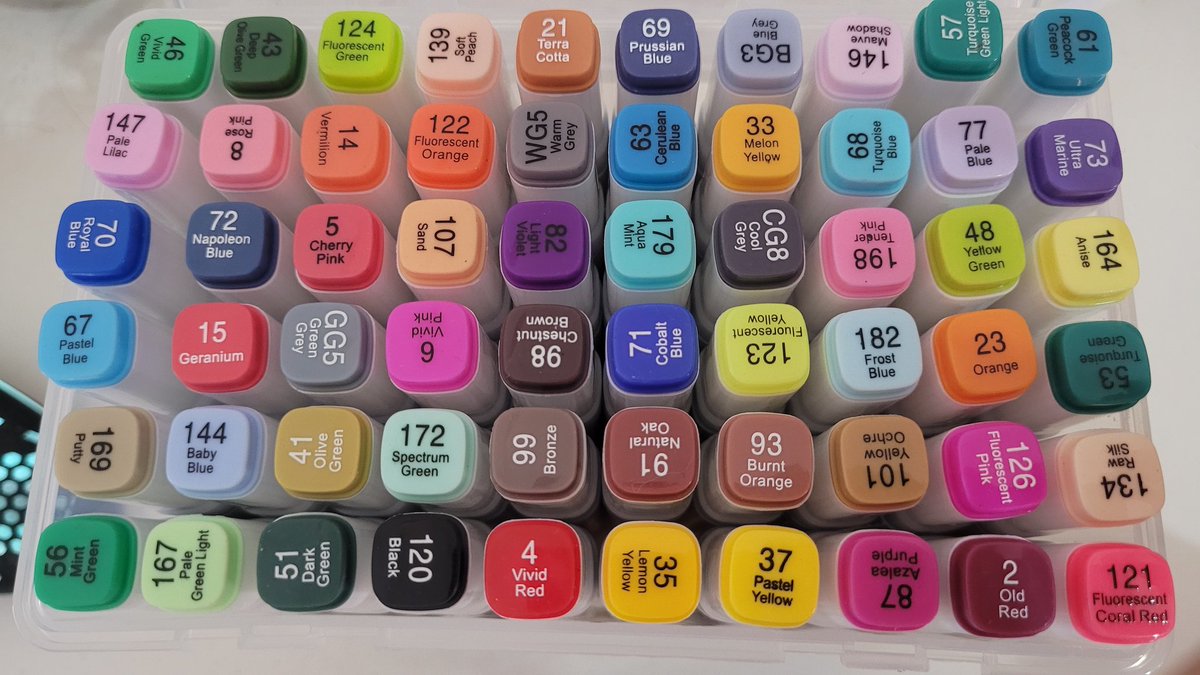 46
Vivid
Green
43
Deep
Olive Green
124
Fluorescent
Green
139
Soft
Peach
21
Terra
Cotta
69
Prussian
Blue
BG3
Blue
Grey
146
Mauve
Shadow
57
Turquoise
Green Light
61
Peacock
Green
147
Pale
Lilac
8
Rose
Pink
14
Vermilion
122
Fluorescent
Orange
WG5
Warm
Grey
63
Cerulean
Blue
33
Melon
Yellow
68
Turquoise
Blue
77
Pale
Blue
73
Ultra
Marine
70
Royal
Blue
72
Napoleon
Blue
5
Cherry
Pink
107
Sand
82
Light
Violet
179
Aqua
Mint
CG8
Cool
Grey
198
Tender
Pink
48
Yellow
Green
164
Anise
67
Pastel
Blue
15
Geranium
GG5
Green
Grey
6
Vivid
Pink
98
Chestnut
Brown
71
Cobalt
Blue
123
Fluorescent
Yellow
182
Frost
Blue
23
Orange
53
Turquoise
Green
169
Putty
144
Baby
Blue
41
Olive
Green
172
Spectrum
Green
99
Bronze
91
Natural
Oak
93
Burnt
Orange
101
Yellow
Ochre
126
Fluorescent
Pink
134
Raw
Silk
56
Mint
Green
167
Pale
Green Light
51
Dark
Green
120
Black
4
Vivid
Red
35
Lemon
Yellow
37
Pastel
Yellow
87
Azalea
Purple
2
Old
Red
121
Fluorescent
Coral Red